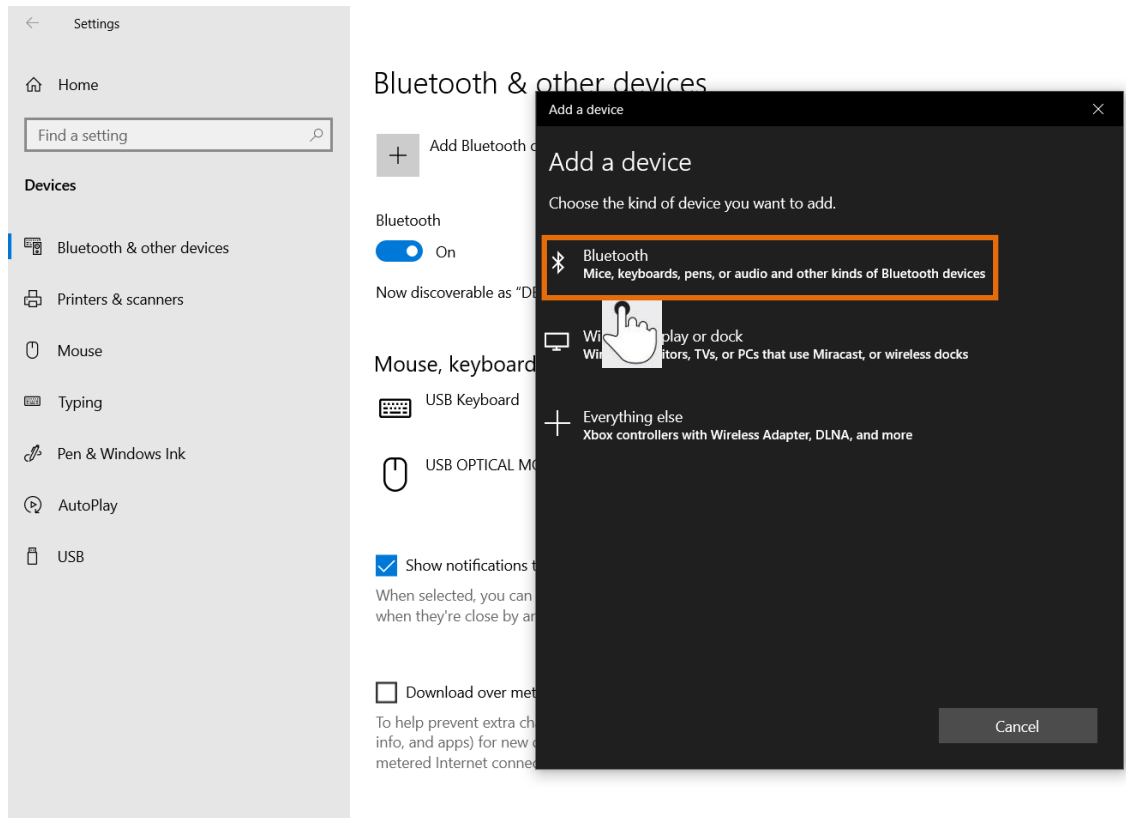 Settings
Home
Find a setting
Devices
Bluetooth & other devices
Printers & scanners
Mouse
Typing
Pen & Windows Ink
AutoPlay
USB
Bluetooth & other devices
Add Bluetooth
Bluetooth
On
Now discoverable as
Mouse, keyboard
USB Keyboard
USB OPTICAL
Show notifications
When selected, you can
when they're close by
Download over
To help prevent extra
info, and apps) for new
metered Internet
Add a device
Add a device
Choose the kind of device you want to add.
Bluetooth
Mice, keyboards, pens, or audio and other kinds of Bluetooth devices
or dock
TVs, or PCs that use Miracast, or wireless docks
Everything else
Xbox controllers with Wireless Adapter, DLNA, and more
Cancel